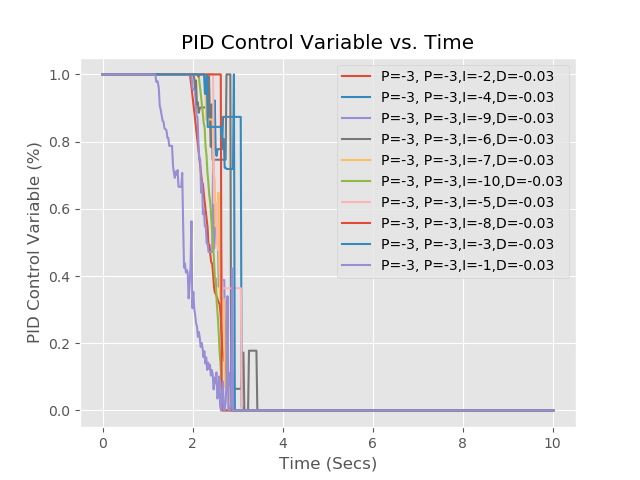 PID Control Variable vs. Time
P=-3, P=-3,I=-2,D=-0.03
P=-3, P=-3,I=-4,D=-0.03
P=-3, P=-3,I=-9,D=-0.03
P=-3, P=-3,I=-6,D=-0.03
P=-3, P=-3,I=-7,D=-0.03
P=-3, P=-3,I=-10,D=-0.03
P=-3, P=-3,I=-5,D=-0.03
P=-3, P=-3,I=-8,D=-0.03
P=-3, P=-3,I=-3,D=-0.03
P=-3, P=-3,I=-1,D=-0.03
PID Control Variable (%)
1.0
0.8
0.6
0.4
0.2
0.0
0 2 4 6 8 10
Time (Secs)